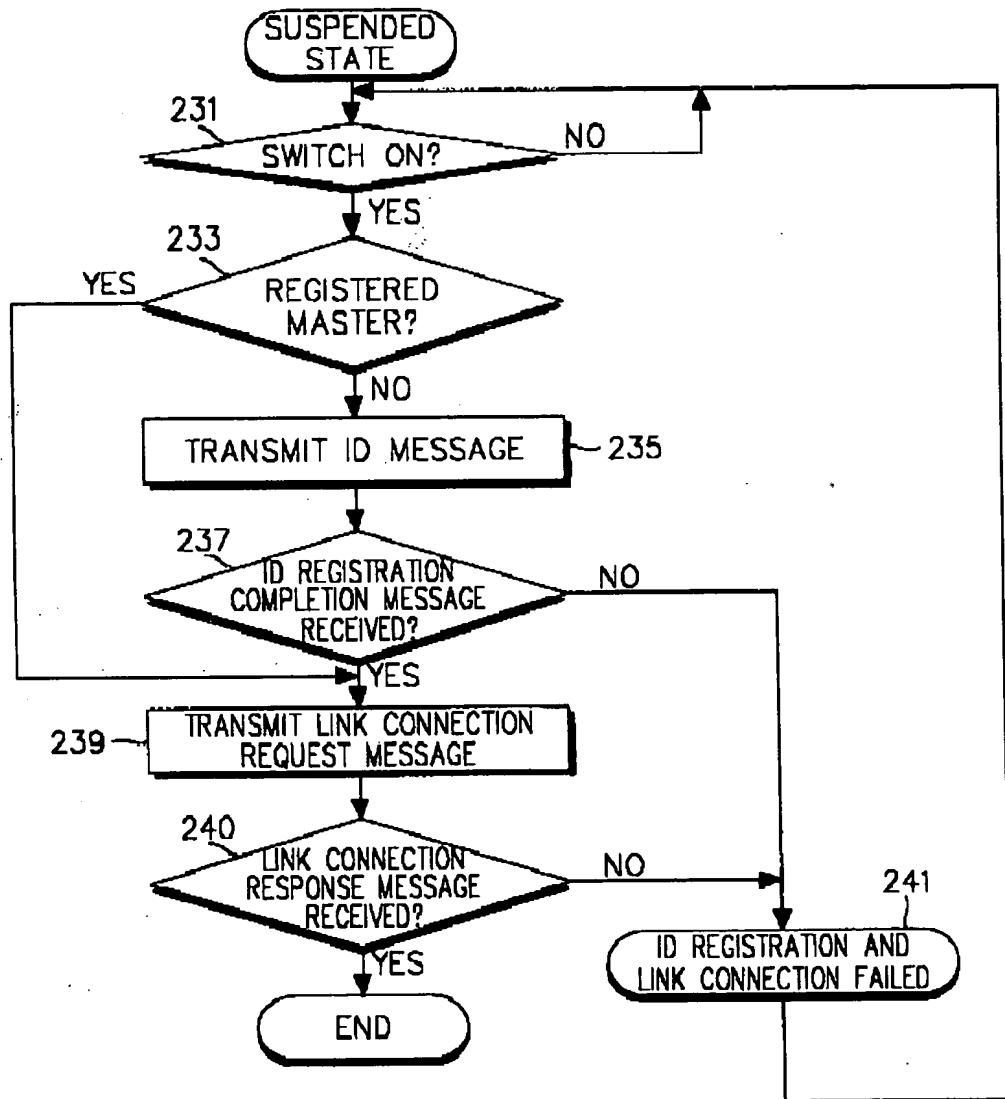 SUSPENDED
STATE
231
SWITCH ON?
NO
YES
233
YES
REGISTERED
MASTER?
NO
TRANSMIT ID MESSAGE
235
237
ID REGISTRATION
COMPLETION MESSAGE
RECEIVED?
NO
YES
239
TRANSMIT LINK CONNECTION
REQUEST MESSAGE
240
LINK CONNECTION
RESPONSE MESSAGE
RECEIVED?
NO
YES
241
ID REGISTRATION AND
LINK CONNECTION FAILED
END